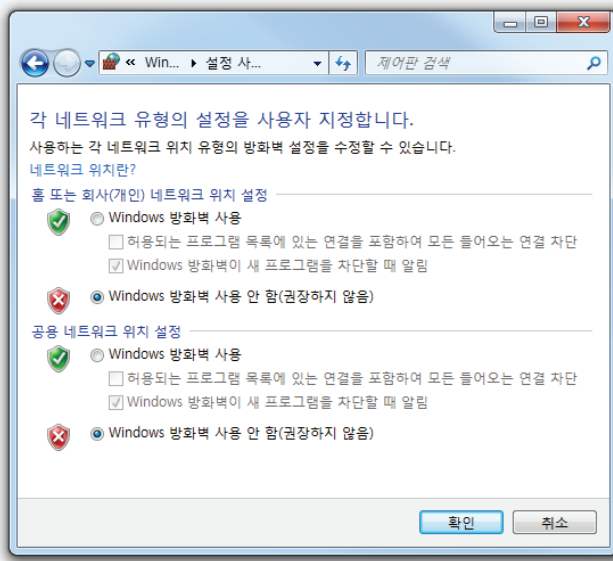 « Win... ▸ 설정 사... 제어판 검색
각 네트워크 유형의 설정을 사용자 지정합니다.
사용하는 각 네트워크 위치 유형의 방화벽 설정을 수정할 수 있습니다.
네트워크 위치란?
홈 또는 회사(개인) 네트워크 위치 설정
Windows 방화벽 사용
허용되는 프로그램 목록에 있는 연결을 포함하여 모든 들어오는 연결 차단
Windows 방화벽이 새 프로그램을 차단할 때 알림
Windows 방화벽 사용 안 함(권장하지 않음)
공용 네트워크 위치 설정
Windows 방화벽 사용
허용되는 프로그램 목록에 있는 연결을 포함하여 모든 들어오는 연결 차단
Windows 방화벽이 새 프로그램을 차단할 때 알림
Windows 방화벽 사용 안 함(권장하지 않음)
확인 취소